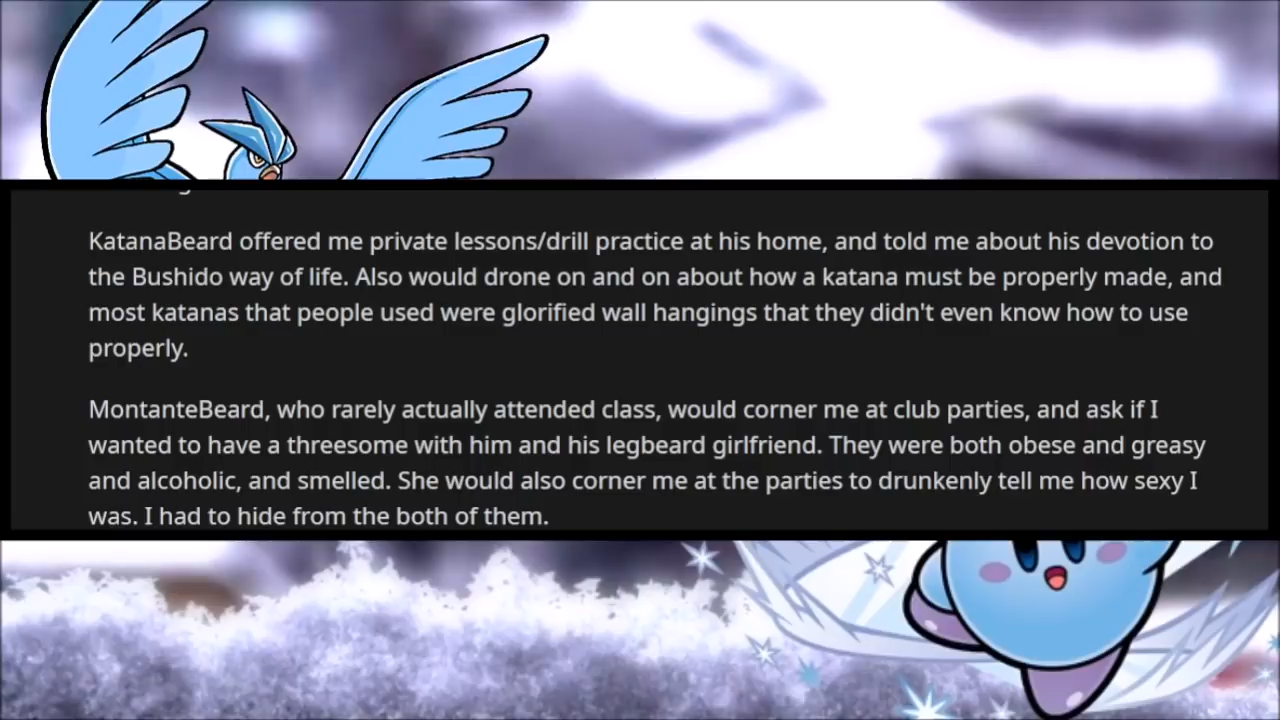 KatanaBeard offered me private lessons/drill practice at his home, and told me about his devotion to
the Bushido way of life. Also would drone on and on about how a katana must be properly made, and
most katanas that people used were glorified wall hangings that they didn't even know how to use
properly.
MontanteBeard, who rarely actually attended class, would corner me at club parties, and ask if I
wanted to have a threesome with him and his legbeard girlfriend. They were both obese and greasy
and alcoholic, and smelled. She would also corner me at the parties to drunkenly tell me how sexy I
was. I had to hide from the both of them.